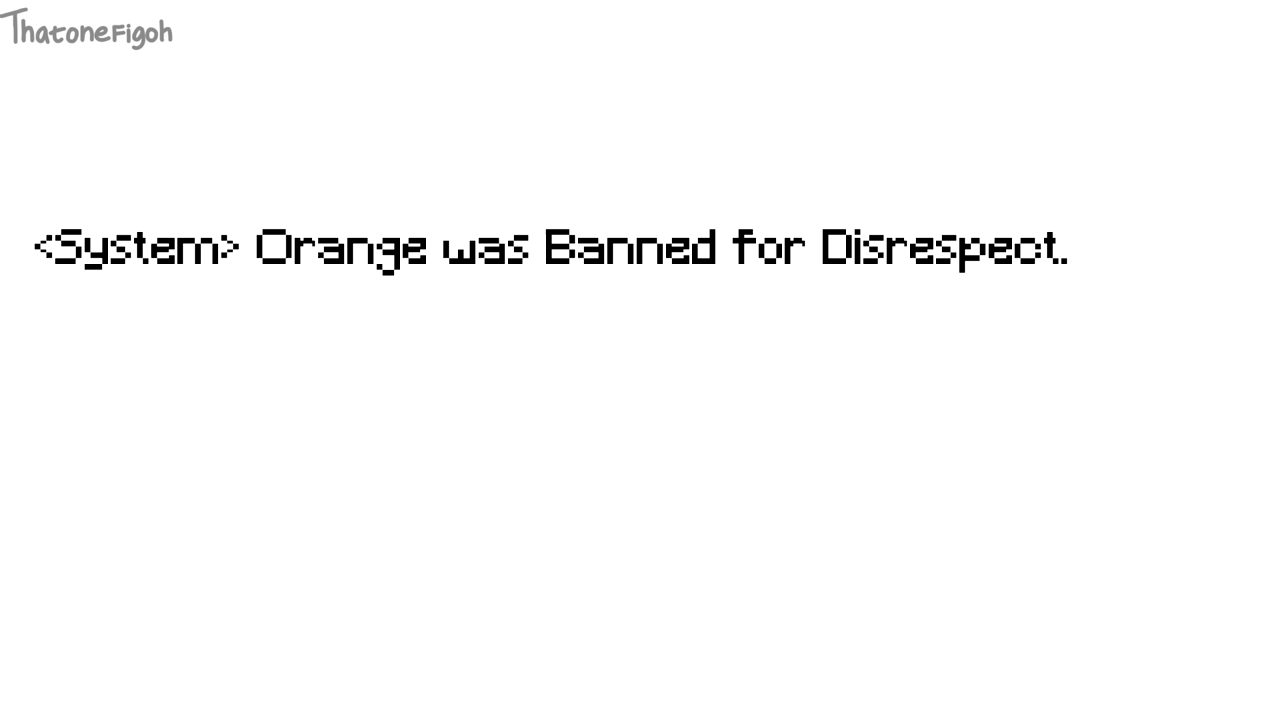 ThatoneFigoh
<System> Orange was Banned for Disrespect.